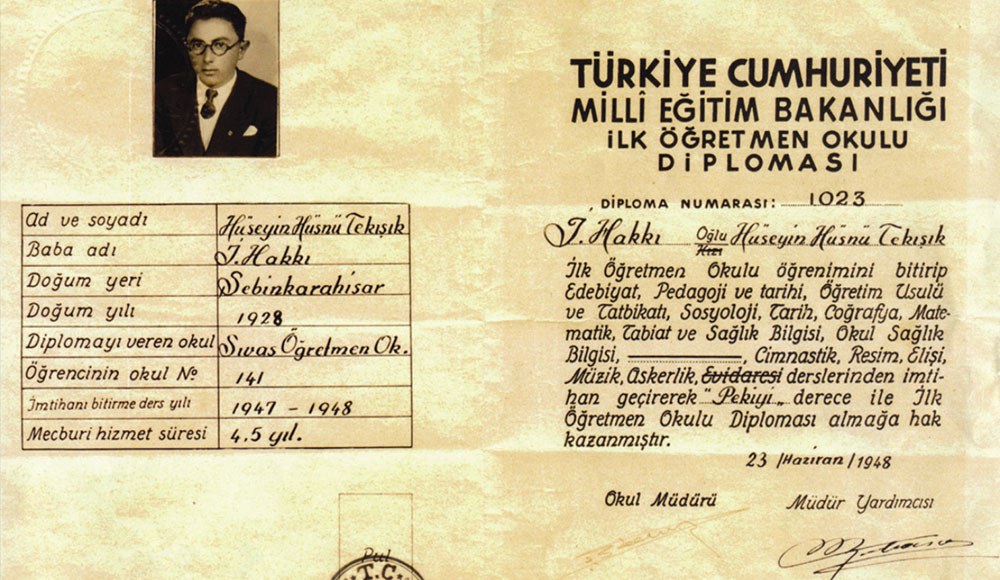 Ad ve soyadı Hüseyin Hüsnü Tekışık
Baba adı İ. Hakkı
Doğum yeri Şebinkarahisar
Doğum yılı 1928
Diplomayı veren okul Sıvas Öğretmen Ok.
Öğrencinin okul № 141
İmtihanı bitirme ders yılı 1947 - 1948
Mecburi hizmet süresi 4.5 yıl.
Pul
T.C
TÜRKİYE CUMHURİYETİ
MİLLÎ EĞİTİM BAKANLIĞI
İLK ÖĞRETMEN OKULU
DİPLOMASI
DİPLOMA NUMARASI: 1023
İ. Hakkı Oğlu Kızı Hüseyin Hüsnü Tekışık
İlk Öğretmen Okulu öğrenimini bitirip
Edebiyat, Pedagoji ve tarihi, Öğretim Usulü
ve Tatbikatı, Sosyoloji, Tarih, Coğrafya, Mate-
matik, Tabiat ve Sağlık Bilgisi, Okul Sağlık
Bilgisi, , Cimnastik, Resim, Elişi,
Müzik, Askerlik, Evidaresi derslerinden imti-
han geçirerek "Pekiyi" derece ile İlk
Öğretmen Okulu Diploması almağa hak
kazanmıştır.
23 /Haziran/1948
Okul Müdürü Müdür Yardımcısı